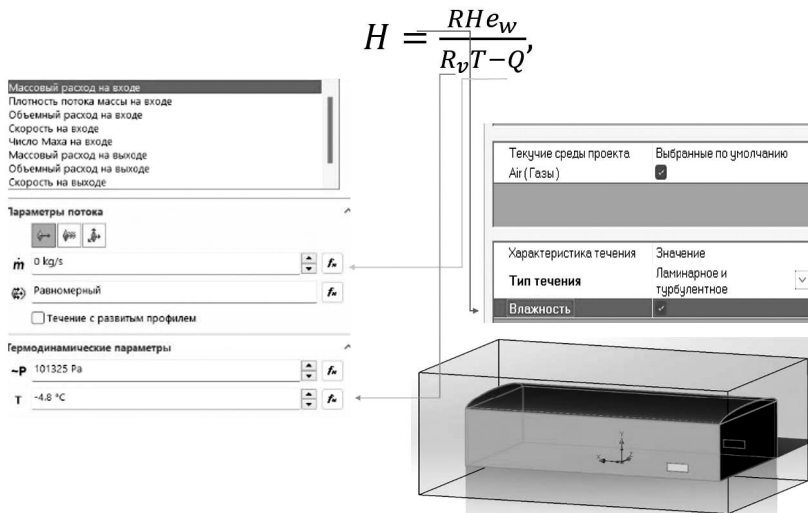 H = RHe_w / R_vT−Q,
Массовый расход на входе
Плотность потока массы на входе
Объемный расход на входе
Скорость на входе
Число Маха на входе
Массовый расход на выходе
Объемный расход на выходе
Скорость на выходе
Параметры потока
ṁ 0 kg/s
Равномерный
Течение с развитым профилем
Термодинамические параметры
~P 101325 Pa
T -4.8 °C
Текучие среды проекта Выбранные по умолчанию
Air ( Газы )
Характеристика течения Значение
Тип течения Ламинарное и турбулентное
Влажность